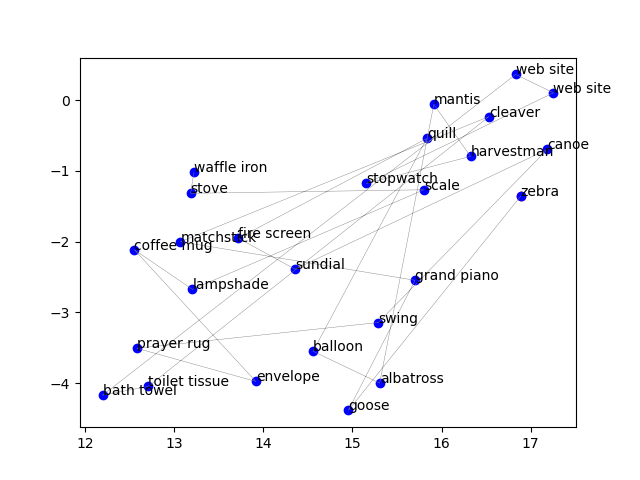 web site
web site
mantis
cleaver
quill
canoe
harvestman
waffle iron
stopwatch
stove
scale
zebra
fire screen
matchstick
coffee mug
sundial
grand piano
lampshade
swing
prayer rug
balloon
envelope
albatross
toilet tissue
bath towel
goose
0
−1
−2
−3
−4
12
13
14
15
16
17